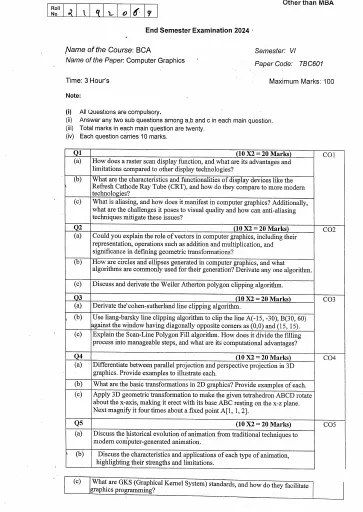 Other than MBA
Roll No 2192069
End Semester Examination 2024
Name of the Course: BCA Semester: VI
Name of the Paper: Computer Graphics Paper Code: TBC601
Time: 3 Hour's Maximum Marks: 100
Note:
(i) All Questions are compulsory.
(ii) Answer any two sub questions among a,b and c in each main question.
(iii) Total marks in each main question are twenty.
(iv) Each question carries 10 marks.
Q1 (10 X2 = 20 Marks) CO1
(a) How does a raster scan display function, and what are its advantages and
limitations compared to other display technologies?
(b) What are the characteristics and functionalities of display devices like the
Refresh Cathode Ray Tube (CRT), and how do they compare to more modern
technologies?
(c) What is aliasing, and how does it manifest in computer graphics? Additionally,
what are the challenges it poses to visual quality and how can anti-aliasing
techniques mitigate these issues?
Q2 (10 X2 = 20 Marks) CO2
(a) Could you explain the role of vectors in computer graphics, including their
representation, operations such as addition and multiplication, and
significance in defining geometric transformations?
(b) How are circles and ellipses generated in computer graphics, and what
algorithms are commonly used for their generation? Derivate any one algorithm.
(c) Discuss and derivate the Weiler Atherton polygon clipping algorithm.
Q3 (10 X2 = 20 Marks) CO3
(a) Derivate the cohen-sutherland line clipping algorithm.
(b) Use liang-barsky line clipping algorithm to clip the line A(-15, -30), B(30, 60)
against the window having diagonally opposite corners as (0,0) and (15, 15).
(c) Explain the Scan-Line Polygon Fill algorithm. How does it divide the filling
process into manageable steps, and what are its computational advantages?
Q4 (10 X2 = 20 Marks) CO4
(a) Differentiate between parallel projection and perspective projection in 3D
graphics. Provide examples to illustrate each.
(b) What are the basic transformations in 2D graphics? Provide examples of each.
(c) Apply 3D geometric transformation to make the given tetrahedron ABCD rotate
about the x-axis, making it erect with its base ABC resting on the x-z plane.
Next magnify it four times about a fixed point A[1, 1, 2].
Q5 (10 X2 = 20 Marks) CO5
(a) Discuss the historical evolution of animation from traditional techniques to
modern computer-generated animation.
(b) Discuss the characteristics and applications of each type of animation,
highlighting their strengths and limitations.
(c) What are GKS (Graphical Kernel System) standards, and how do they facilitate
graphics programming?